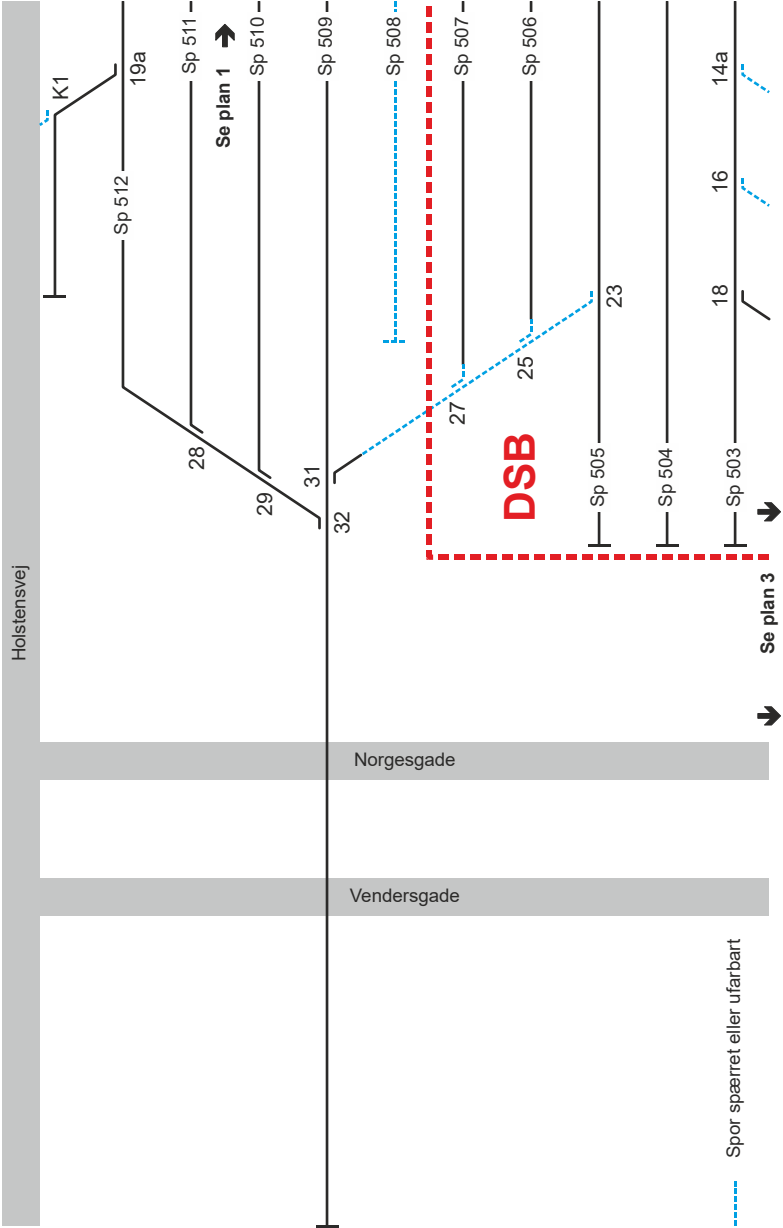 Holstensvej
K1
19a
Sp 512
Sp 511
Se plan 1
Sp 510
Sp 509
Sp 508
Sp 507
Sp 506
14a
16
18
23
25
27
28
29
31
32
DSB
Sp 505
Sp 504
Sp 503
Se plan 3
Norgesgade
Vendersgade
Spor spærret eller ufarbart